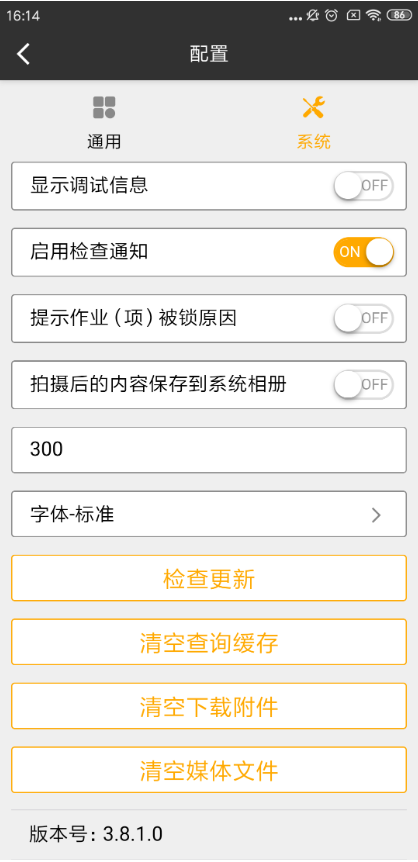 16:14
86
配置
通用
系统
显示调试信息
OFF
启用检查通知
ON
提示作业(项)被锁原因
OFF
拍摄后的内容保存到系统相册
OFF
300
字体-标准
检查更新
清空查询缓存
清空下载附件
清空媒体文件
版本号: 3.8.1.0